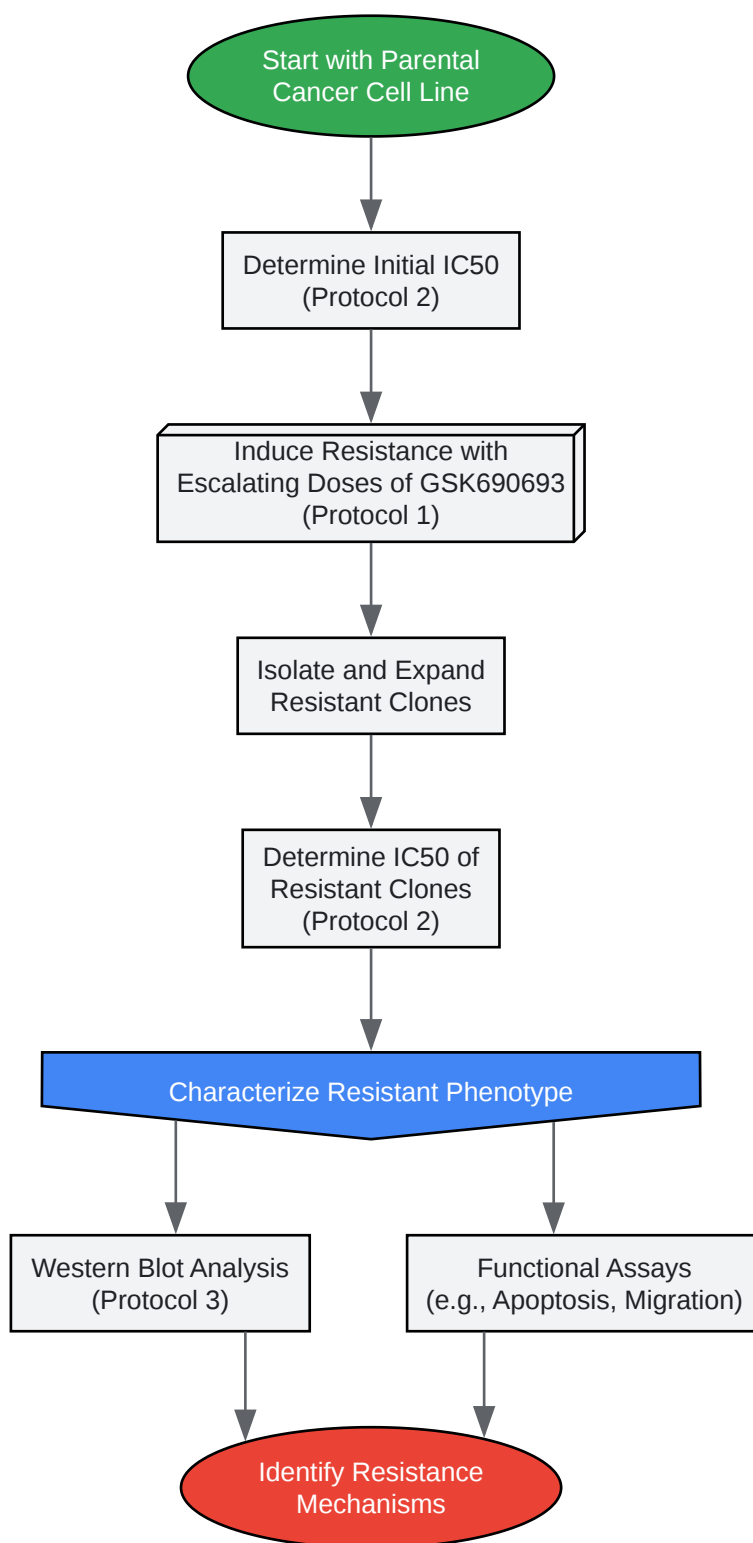 Start with Parental
Cancer Cell Line
Determine Initial IC50
(Protocol 2)
Induce Resistance with
Escalating Doses of GSK690693
(Protocol 1)
Isolate and Expand
Resistant Clones
Determine IC50 of
Resistant Clones
(Protocol 2)
Characterize Resistant Phenotype
Western Blot Analysis
(Protocol 3)
Functional Assays
(e.g., Apoptosis, Migration)
Identify Resistance
Mechanisms